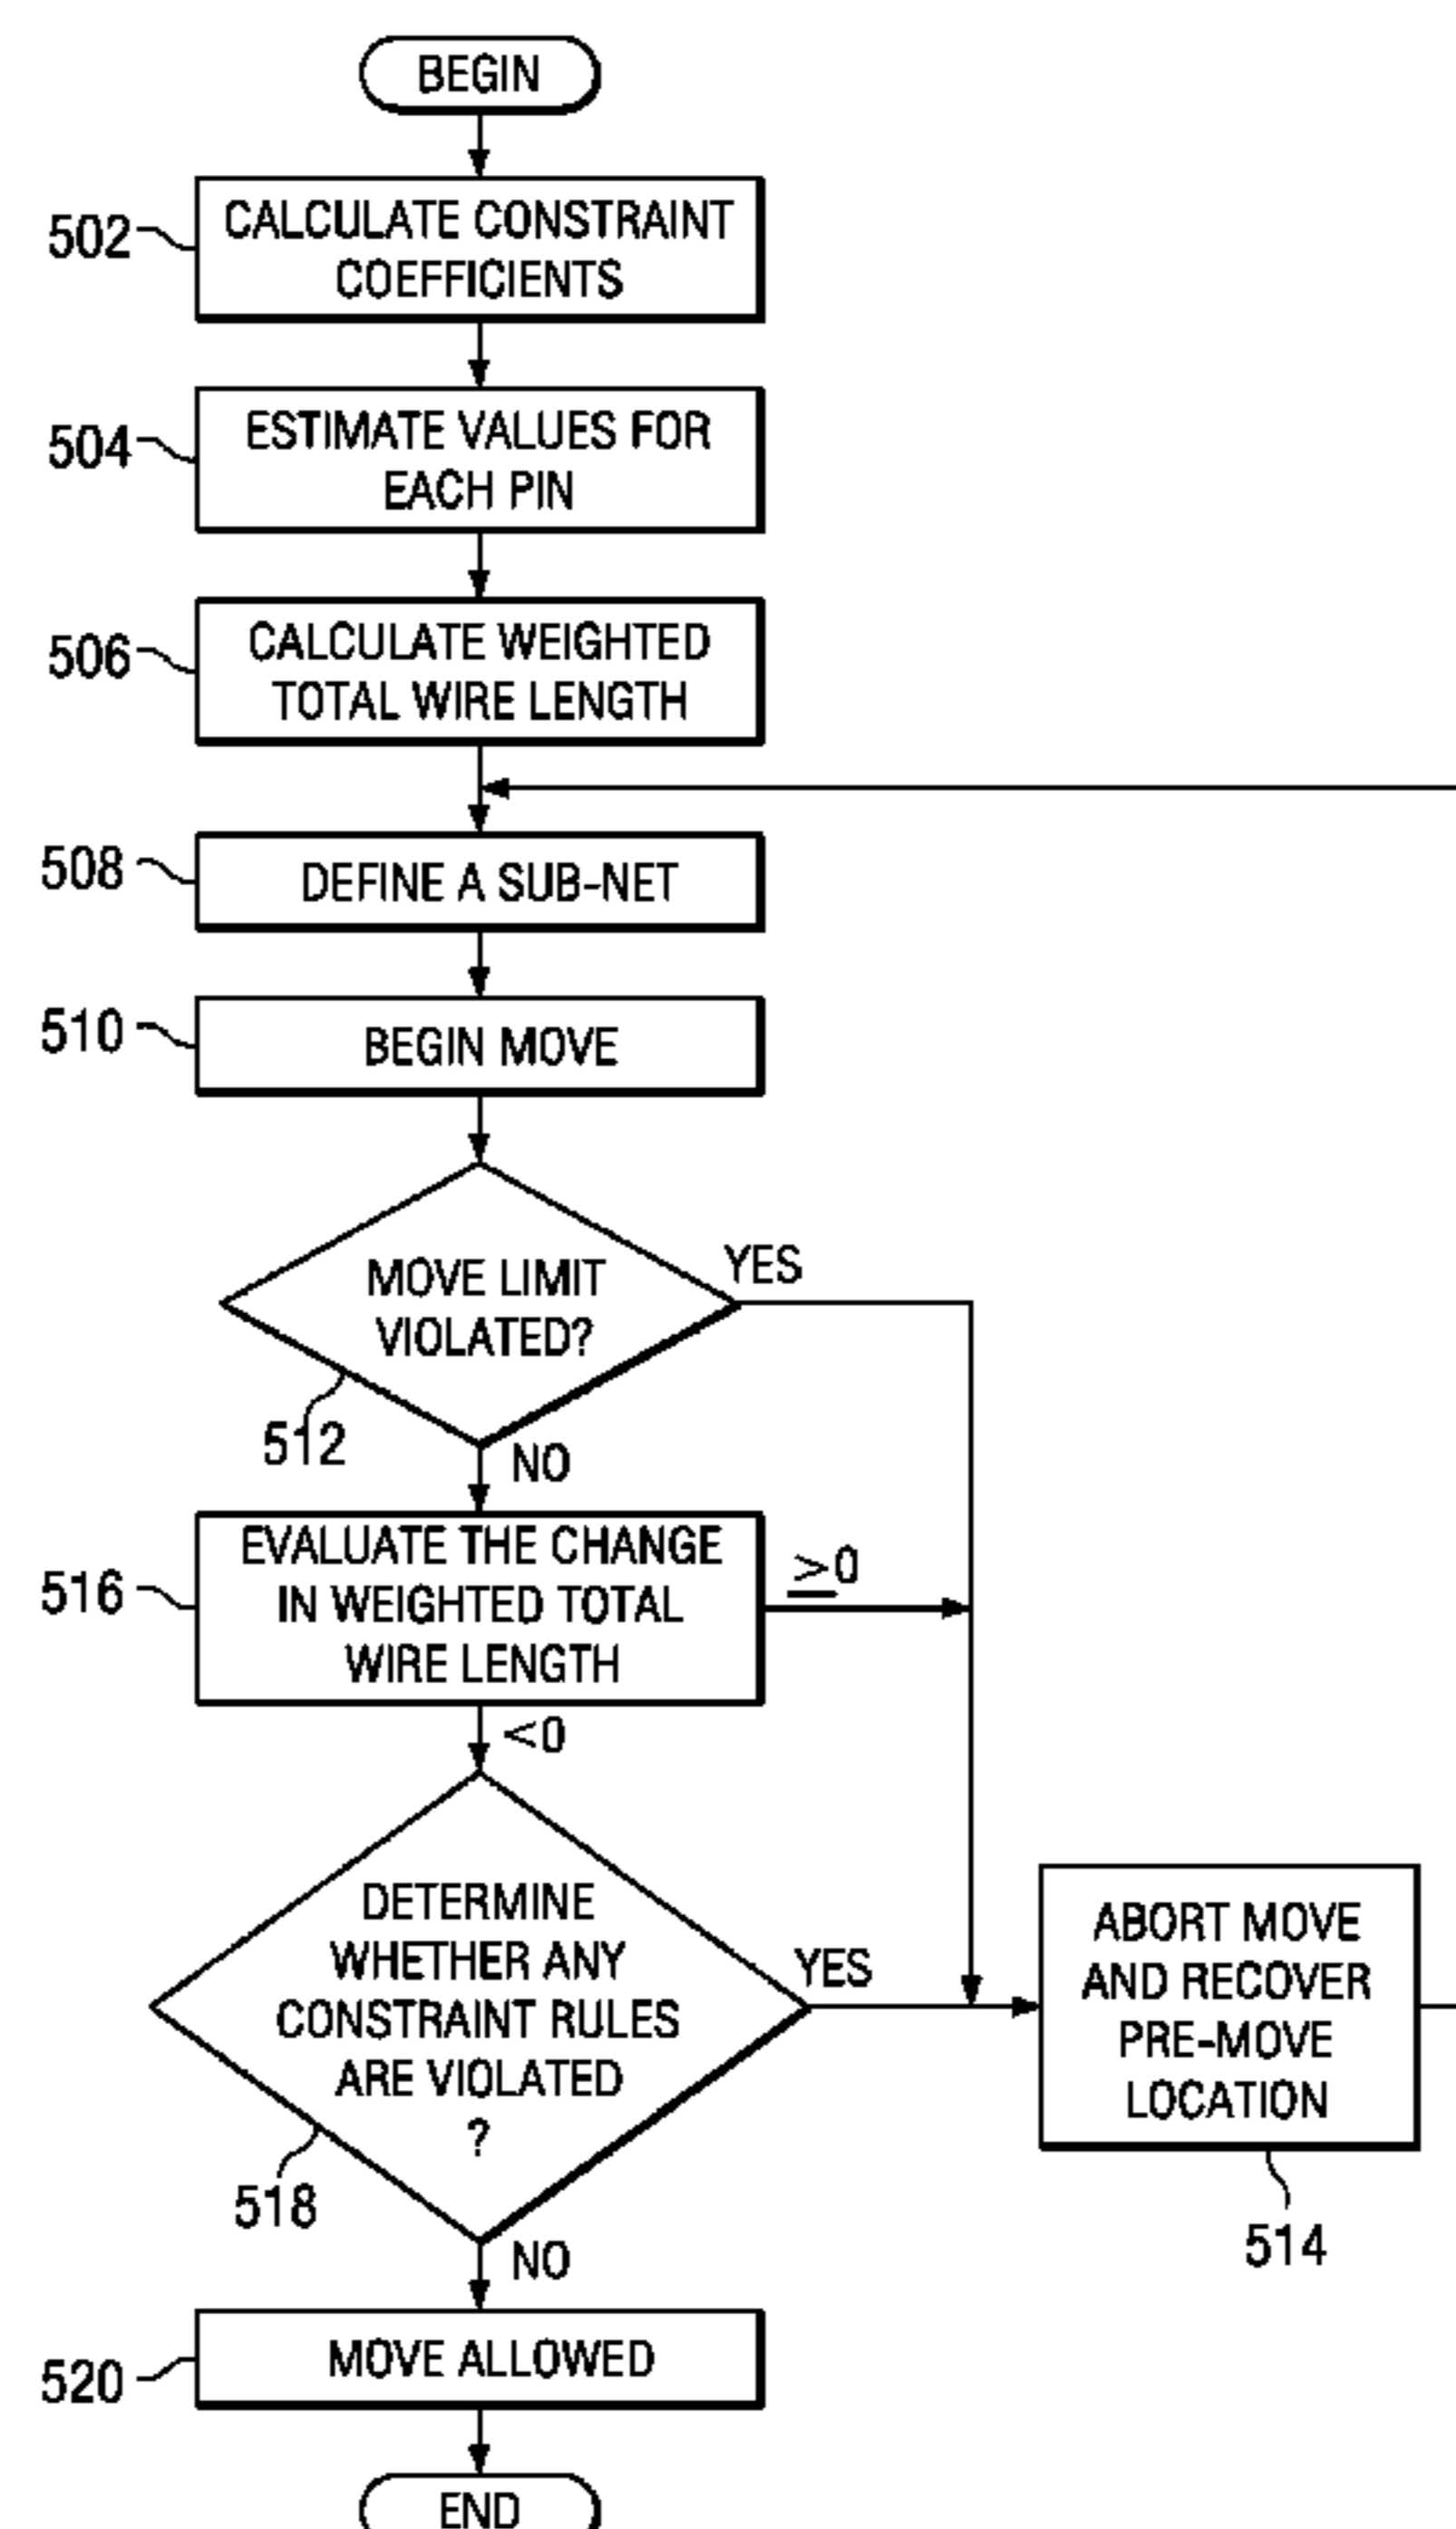 BEGIN
502
CALCULATE CONSTRAINT
COEFFICIENTS
504
ESTIMATE VALUES FOR
EACH PIN
506
CALCULATE WEIGHTED
TOTAL WIRE LENGTH
508
DEFINE A SUB-NET
510
BEGIN MOVE
MOVE LIMIT
VIOLATED?
YES
512
NO
516
EVALUATE THE CHANGE
IN WEIGHTED TOTAL
WIRE LENGTH
≥0
<0
DETERMINE
WHETHER ANY
CONSTRAINT RULES
ARE VIOLATED
?
YES
518
NO
ABORT MOVE
AND RECOVER
PRE-MOVE
LOCATION
514
520
MOVE ALLOWED
END